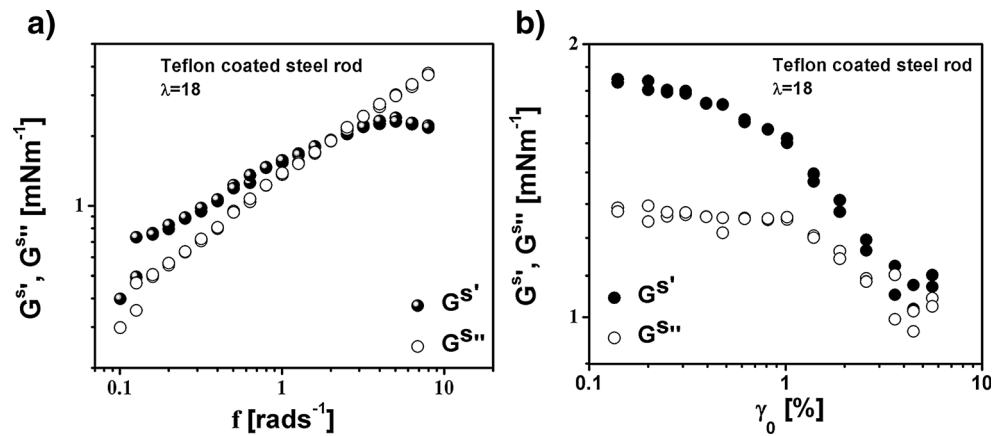 a)
Teflon coated steel rod
λ=18
1
G^s', G^s'' [mNm^-1]
G^s'
G^s''
0.1 1 10
f [rads^-1]
b)
2
Teflon coated steel rod
λ=18
G^s', G^s'' [mNm^-1]
1
G^s'
G^s''
0.1 1 10
γ_0 [%]